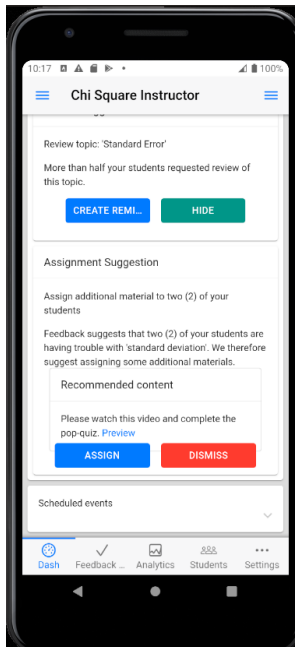 10:17
100%
Chi Square Instructor
Review topic: 'Standard Error'
More than half your students requested review of
this topic.
CREATE REMI...
HIDE
Assignment Suggestion
Assign additional material to two (2) of your
students
Feedback suggests that two (2) of your students are
having trouble with 'standard deviation'. We therefore
suggest assigning some additional materials.
Recommended content
Please watch this video and complete the
pop-quiz. Preview
ASSIGN
DISMISS
Scheduled events
Dash
Feedback ...
Analytics
Students
Settings